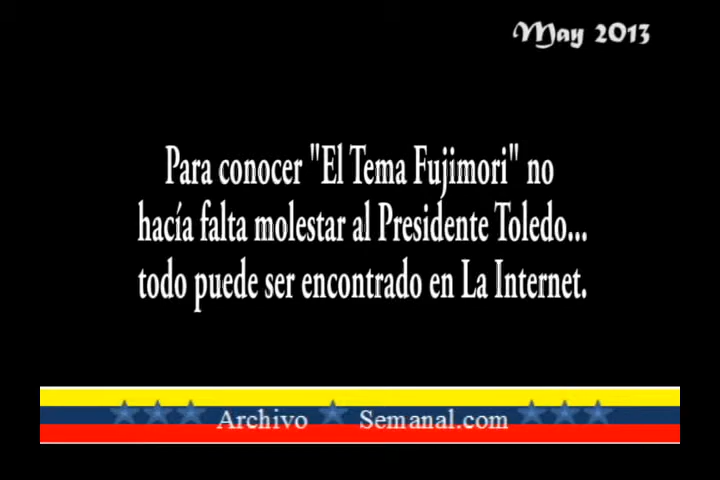 May 2013
Para conocer "El Tema Fujimori" no
hacía falta molestar al Presidente Toledo...
todo puede ser encontrado en La Internet.
Archivo Semanal.com